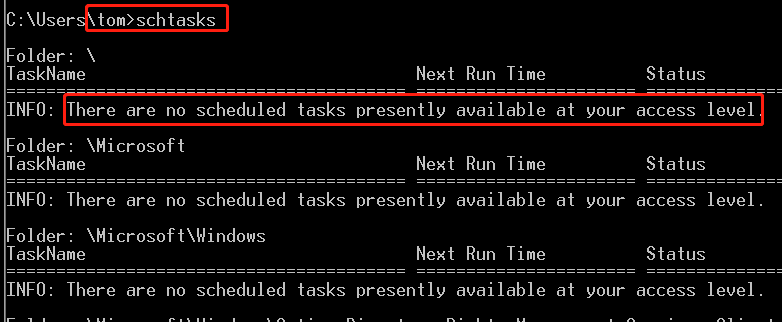 C:\Users\tom>schtasks
Folder: \
TaskName Next Run Time Status
======================================== ====================== ===============
INFO: There are no scheduled tasks presently available at your access level.
Folder: \Microsoft
TaskName Next Run Time Status
======================================== ====================== ===============
INFO: There are no scheduled tasks presently available at your access level.
Folder: \Microsoft\Windows
TaskName Next Run Time Status
======================================== ====================== ===============
INFO: There are no scheduled tasks presently available at your access level.